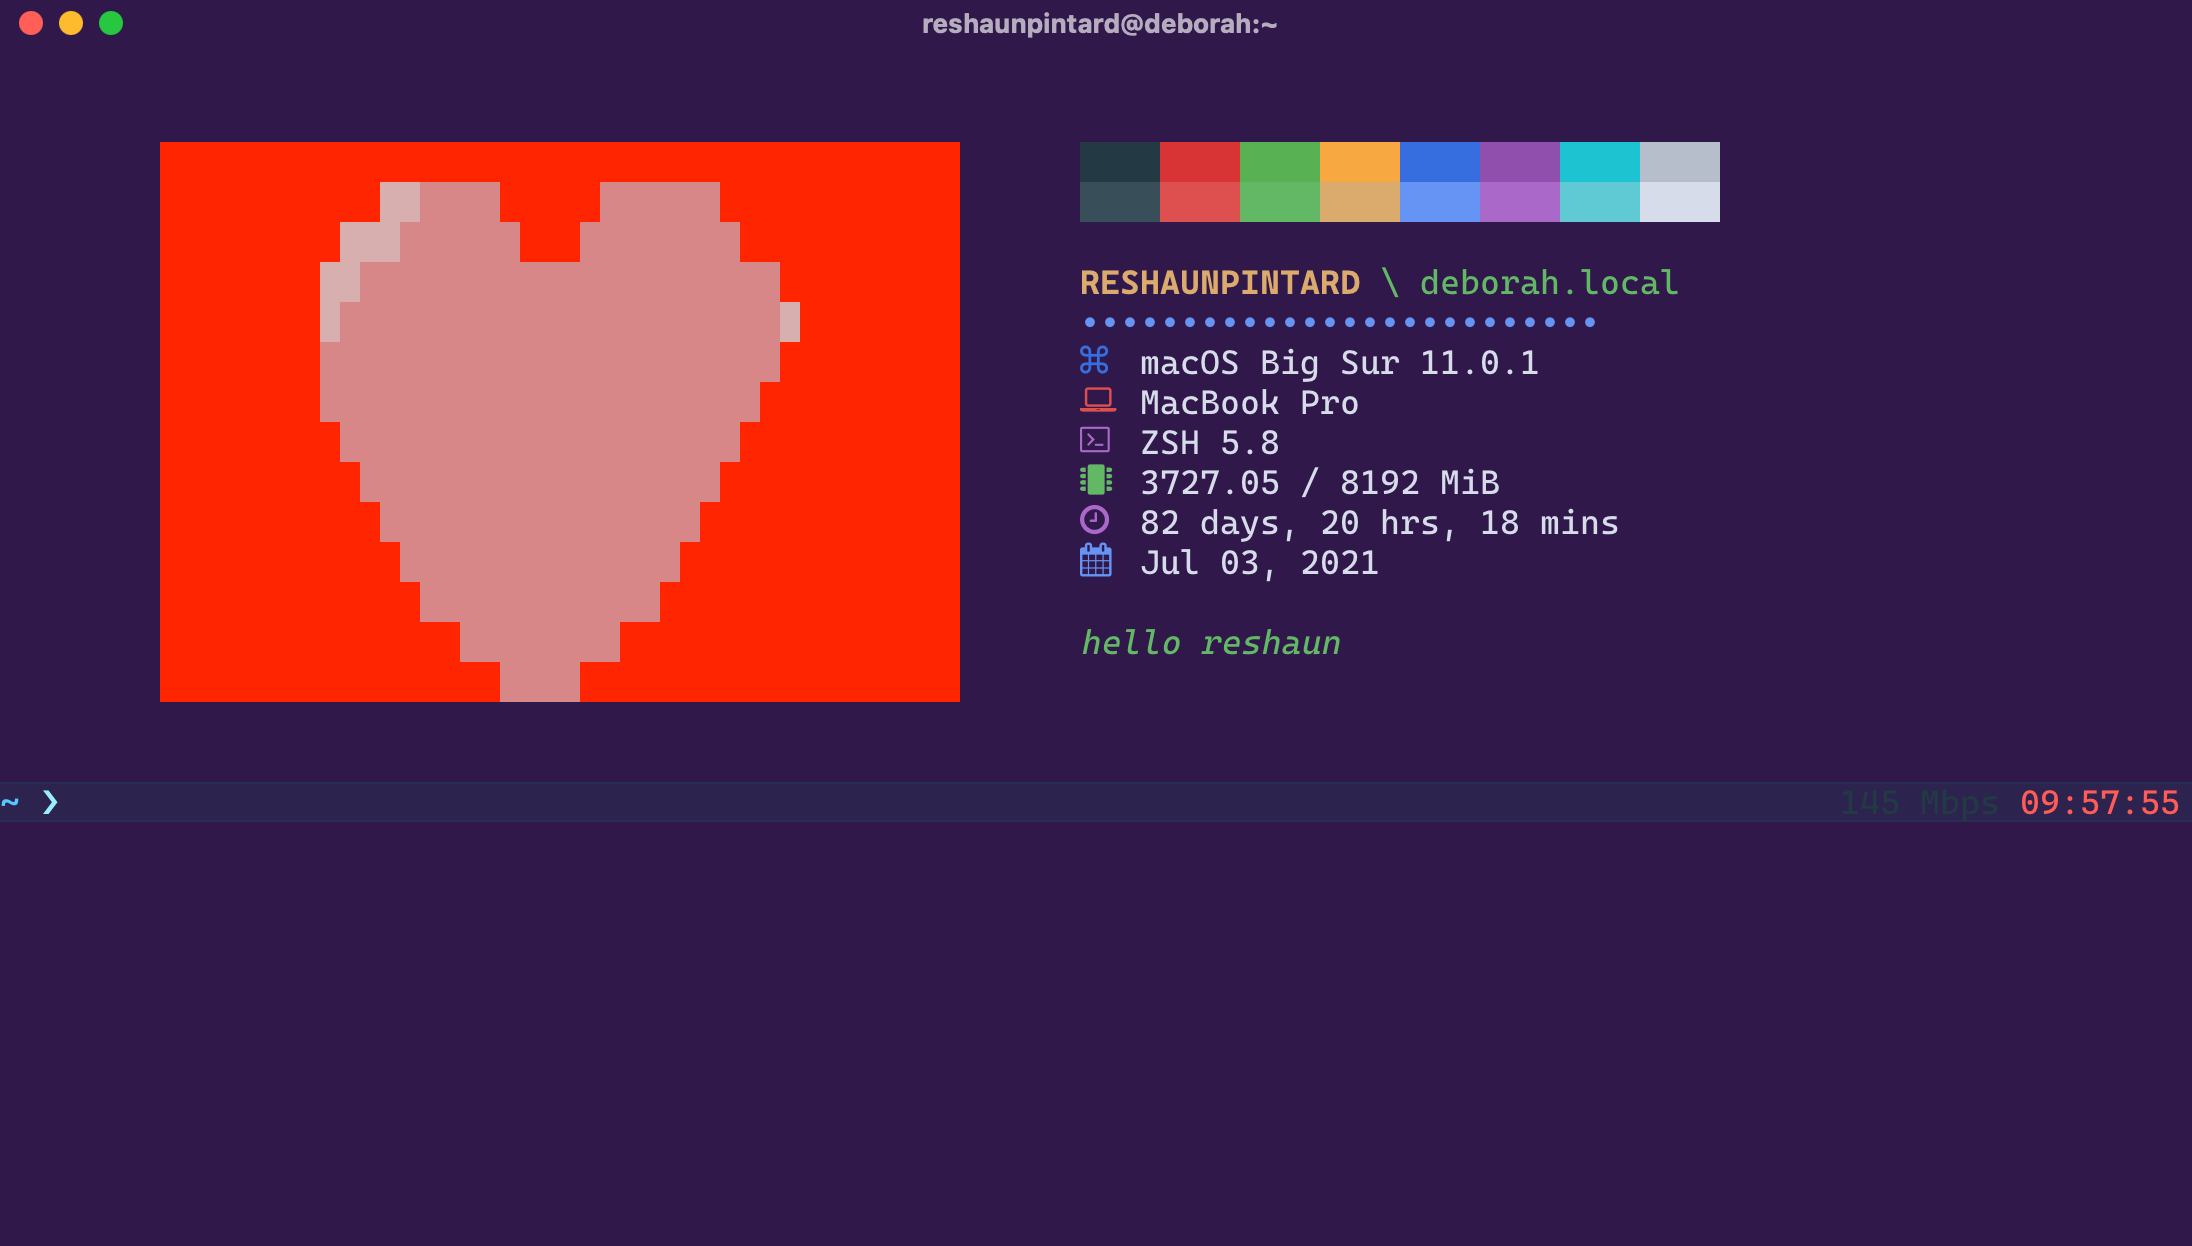 reshaunpintard@deborah:~
RESHAUNPINTARD \ deborah.local
macOS Big Sur 11.0.1
MacBook Pro
ZSH 5.8
3727.05 / 8192 MiB
82 days, 20 hrs, 18 mins
Jul 03, 2021
hello reshaun
~ ❯ 145 Mbps 09:57:55